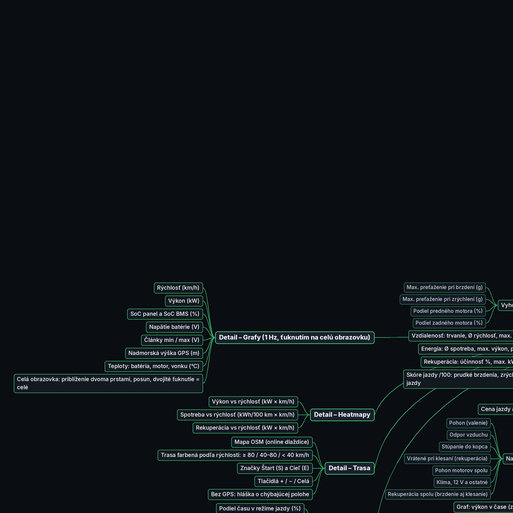 Rýchlosť (km/h)
Výkon (kW)
SoC panel a SoC BMS (%)
Napätie batérie (V)
Články min / max (V)
Nadmorská výška GPS (m)
Teploty: batéria, motor, vonku (°C)
Celá obrazovka: priblíženie dvoma prstami, posun, dvojité ťuknutie =
celé
Detail – Grafy (1 Hz, ťuknutím na celú obrazovku)
Výkon vs rýchlosť (kW × km/h)
Spotreba vs rýchlosť (kWh/100 km × km/h)
Rekuperácia vs rýchlosť (kW × km/h)
Detail – Heatmapy
Mapa OSM (online dlaždice)
Trasa farbená podľa rýchlosti: ≥ 80 / 40–80 / < 40 km/h
Značky Štart (S) a Cieľ (E)
Tlačidlá + / − / Celá
Bez GPS: hláška o chýbajúcej polohe
Detail – Trasa
Podiel času v režime jazdy (%)
Max. preťaženie pri brzdení (g)
Max. preťaženie pri zrýchlení (g)
Podiel predného motora (%)
Podiel zadného motora (%)
Vzdialenosť: trvanie, Ø rýchlosť, max.
Energia: Ø spotreba, max. výkon,
Rekuperácia: účinnosť %, max.
Skóre jazdy /100: prudké brzdenia,
jazdy
Cena jazdy
Pohon (valenie)
Odpor vzduchu
Stúpanie do kopca
Vrátené pri klesaní (rekuperácia)
Pohon motorov spolu
Klíma, 12 V a ostatné
Rekuperácia spolu (brzdenie aj klesanie)
Graf: výkon v čase